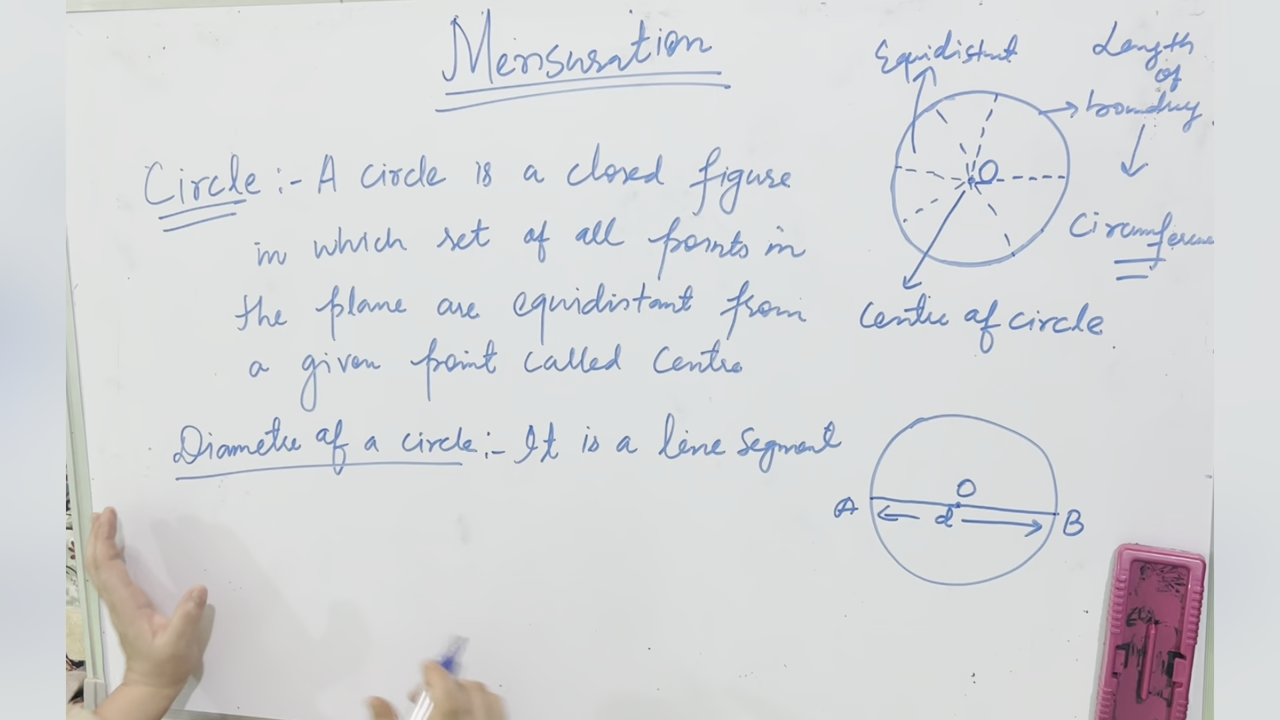 Mensuration
Circle :- A circle is a closed figure
in which set of all points in
the plane are equidistant from
a given point called Centre
Diameter of a circle :- It is a line segment
Equidistant
Length
of
boundry
Circumference
O
Centre of circle
O
A d B